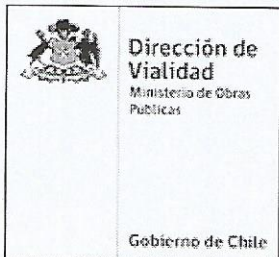 Dirección de
Vialidad
Ministerio de Obras
Públicas
Gobierno de Chile